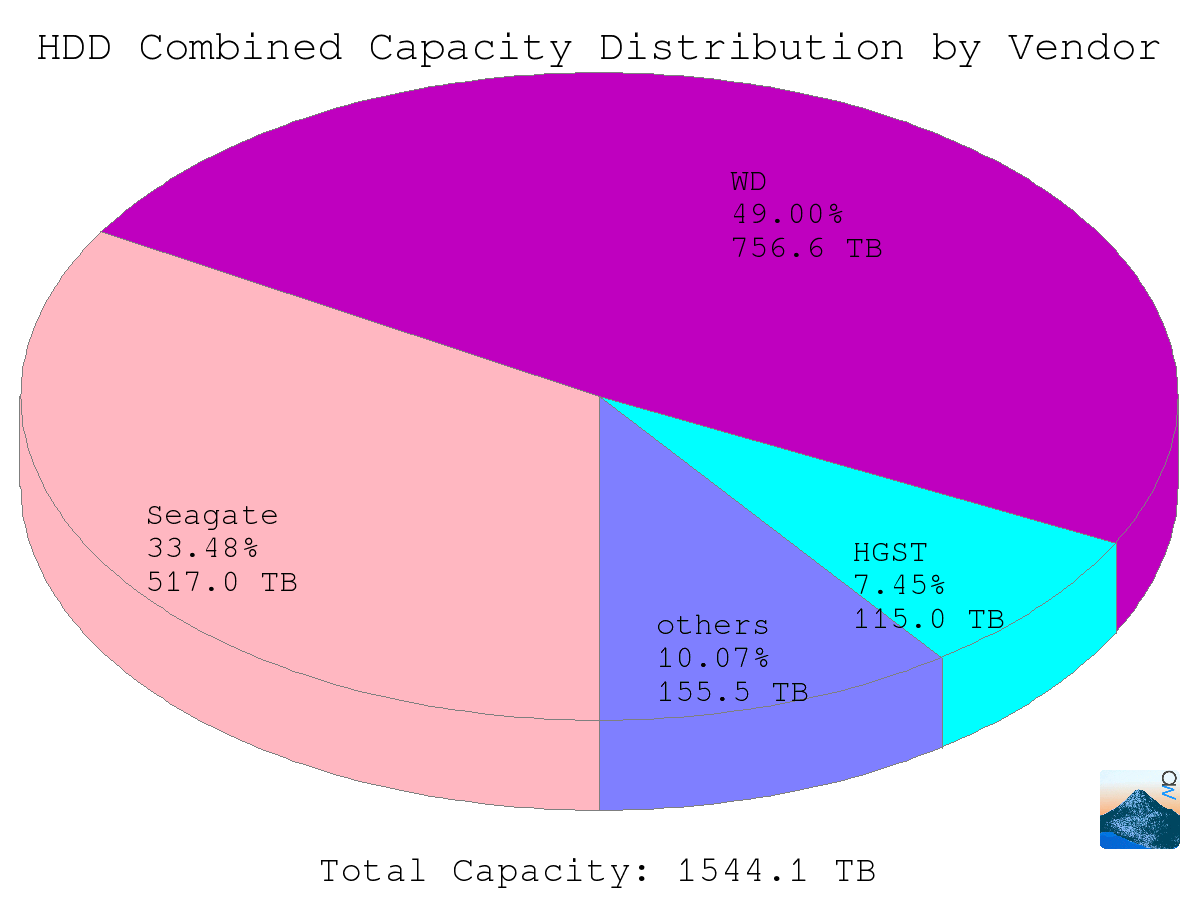 HDD Combined Capacity Distribution by Vendor
WD
49.00%
756.6 TB
Seagate
33.48%
517.0 TB
HGST
7.45%
115.0 TB
others
10.07%
155.5 TB
Total Capacity: 1544.1 TB